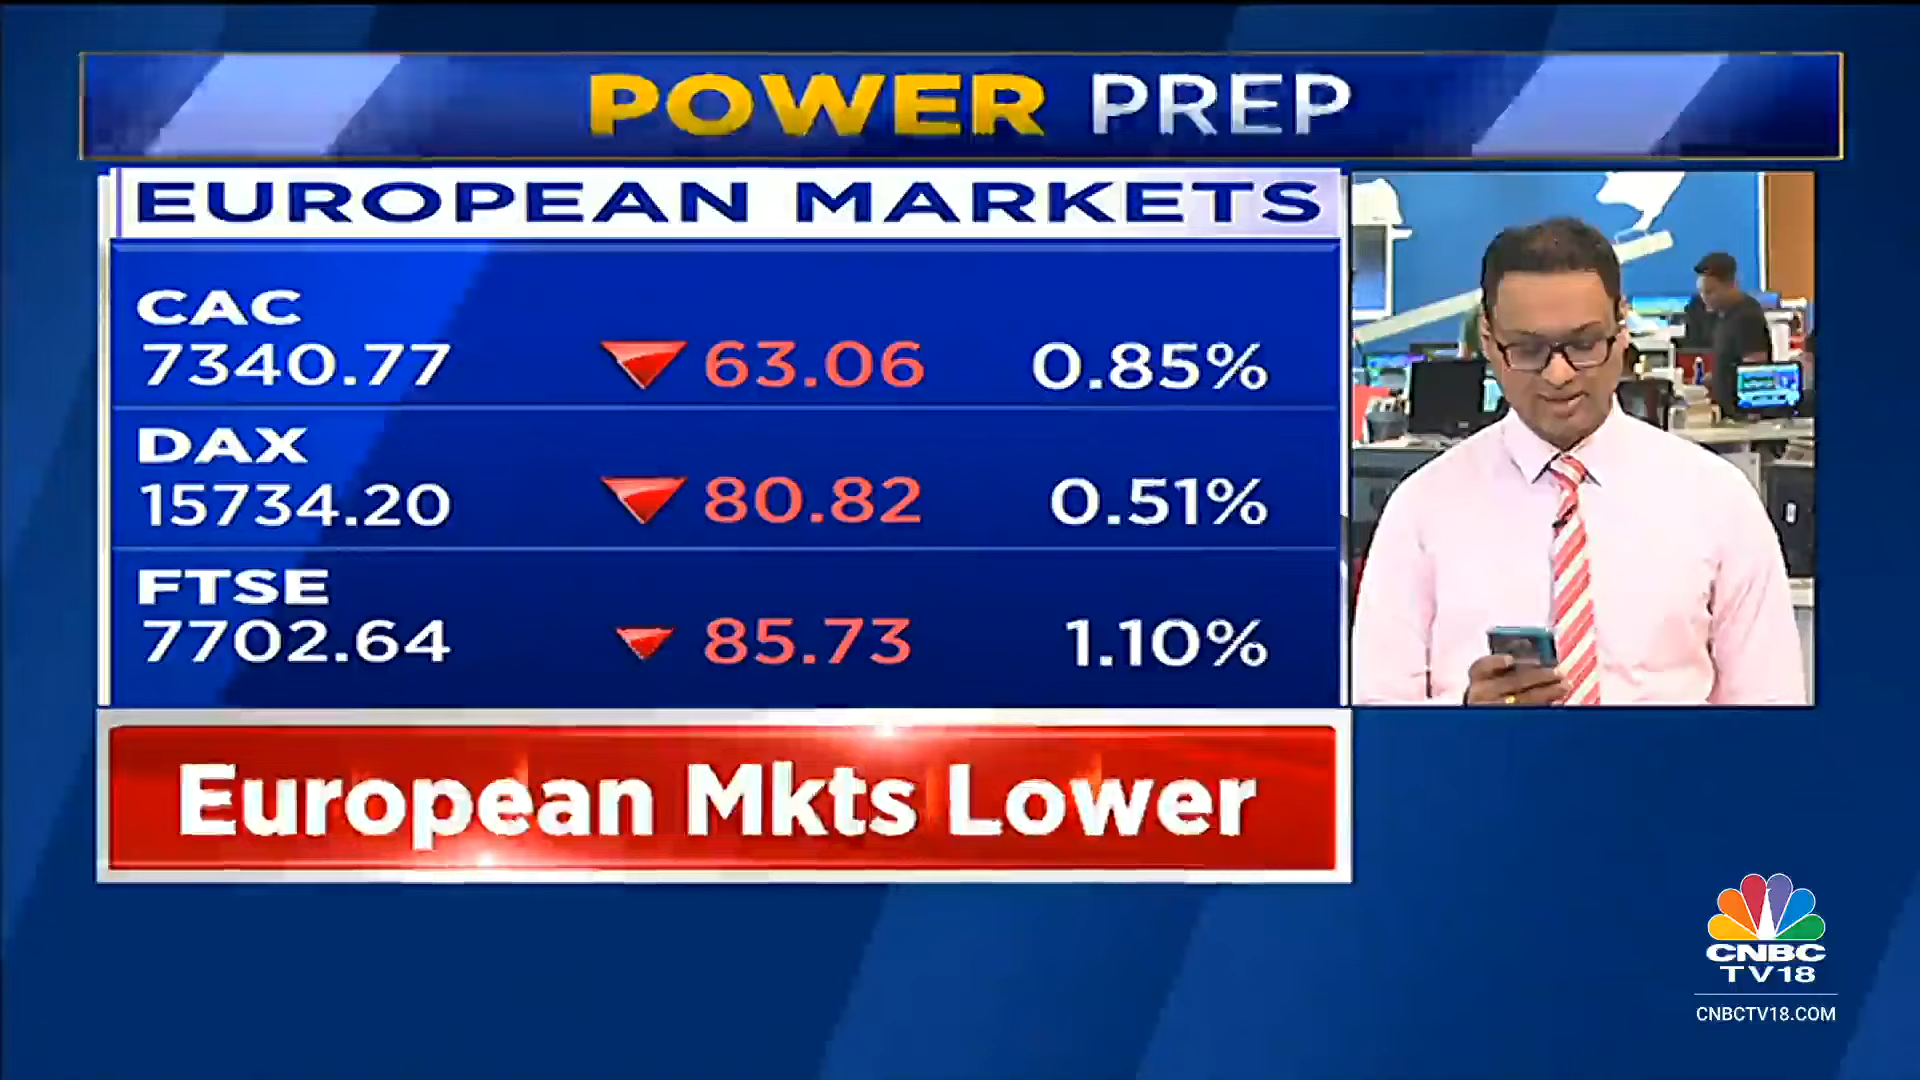 POWER PREP
EUROPEAN MARKETS
CAC
7340.77 63.06 0.85%
DAX
15734.20 80.82 0.51%
FTSE
7702.64 85.73 1.10%
European Mkts Lower
CNBC
TV18
CNBCTV18.COM